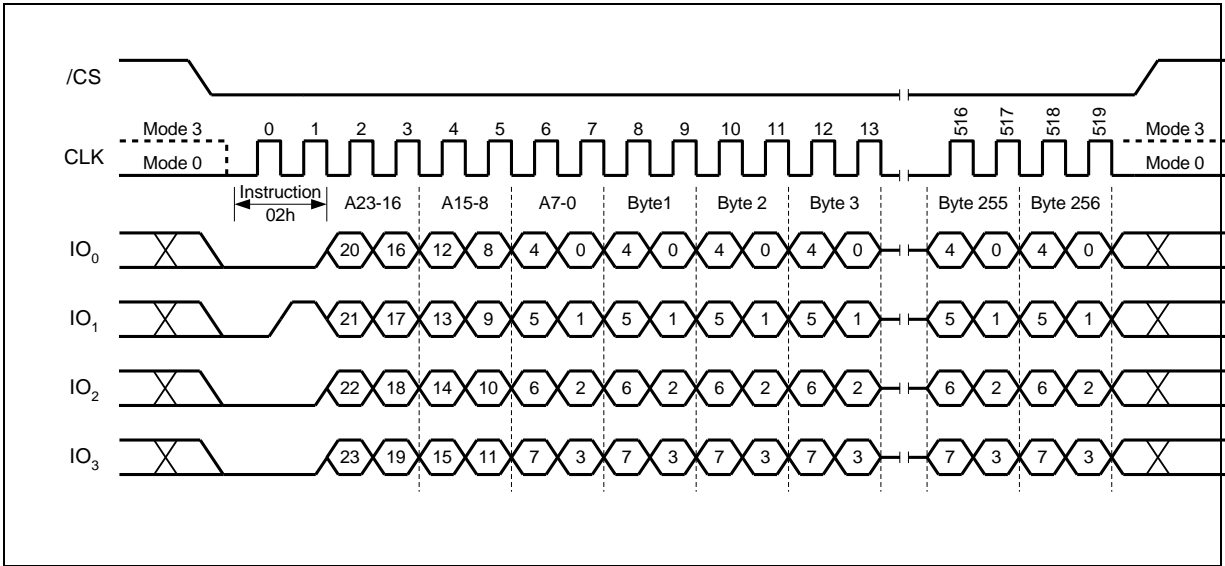 /CS
Mode 3 0 1 2 3 4 5 6 7 8 9 10 11 12 13 516 517 518 519 Mode 3
CLK
Mode 0 Mode 0
Instruction
02h A23-16 A15-8 A7-0 Byte1 Byte 2 Byte 3 Byte 255 Byte 256
IO0 20 16 12 8 4 0 4 0 4 0 4 0 4 0 4 0
IO1 21 17 13 9 5 1 5 1 5 1 5 1 5 1 5 1
IO2 22 18 14 10 6 2 6 2 6 2 6 2 6 2 6 2
IO3 23 19 15 11 7 3 7 3 7 3 7 3 7 3 7 3